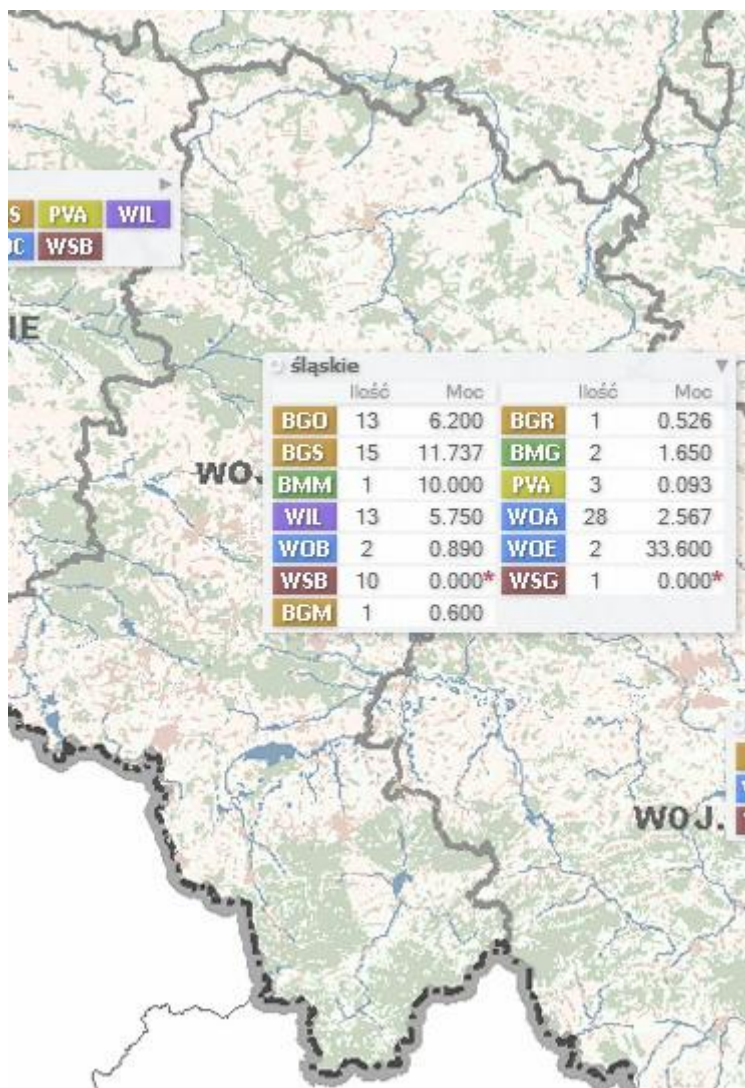 PVA WIL
WSB
IE
śląskie
Ilość Moc Ilość Moc
BGO 13 6.200 BGR 1 0.526
BGS 15 11.737 BMG 2 1.650
BMM 1 10.000 PVA 3 0.093
WIL 13 5.750 WOA 28 2.567
WOB 2 0.890 WOE 2 33.600
WSB 10 0.000* WSG 1 0.000*
BGM 1 0.600
WOJ.
WOJ.